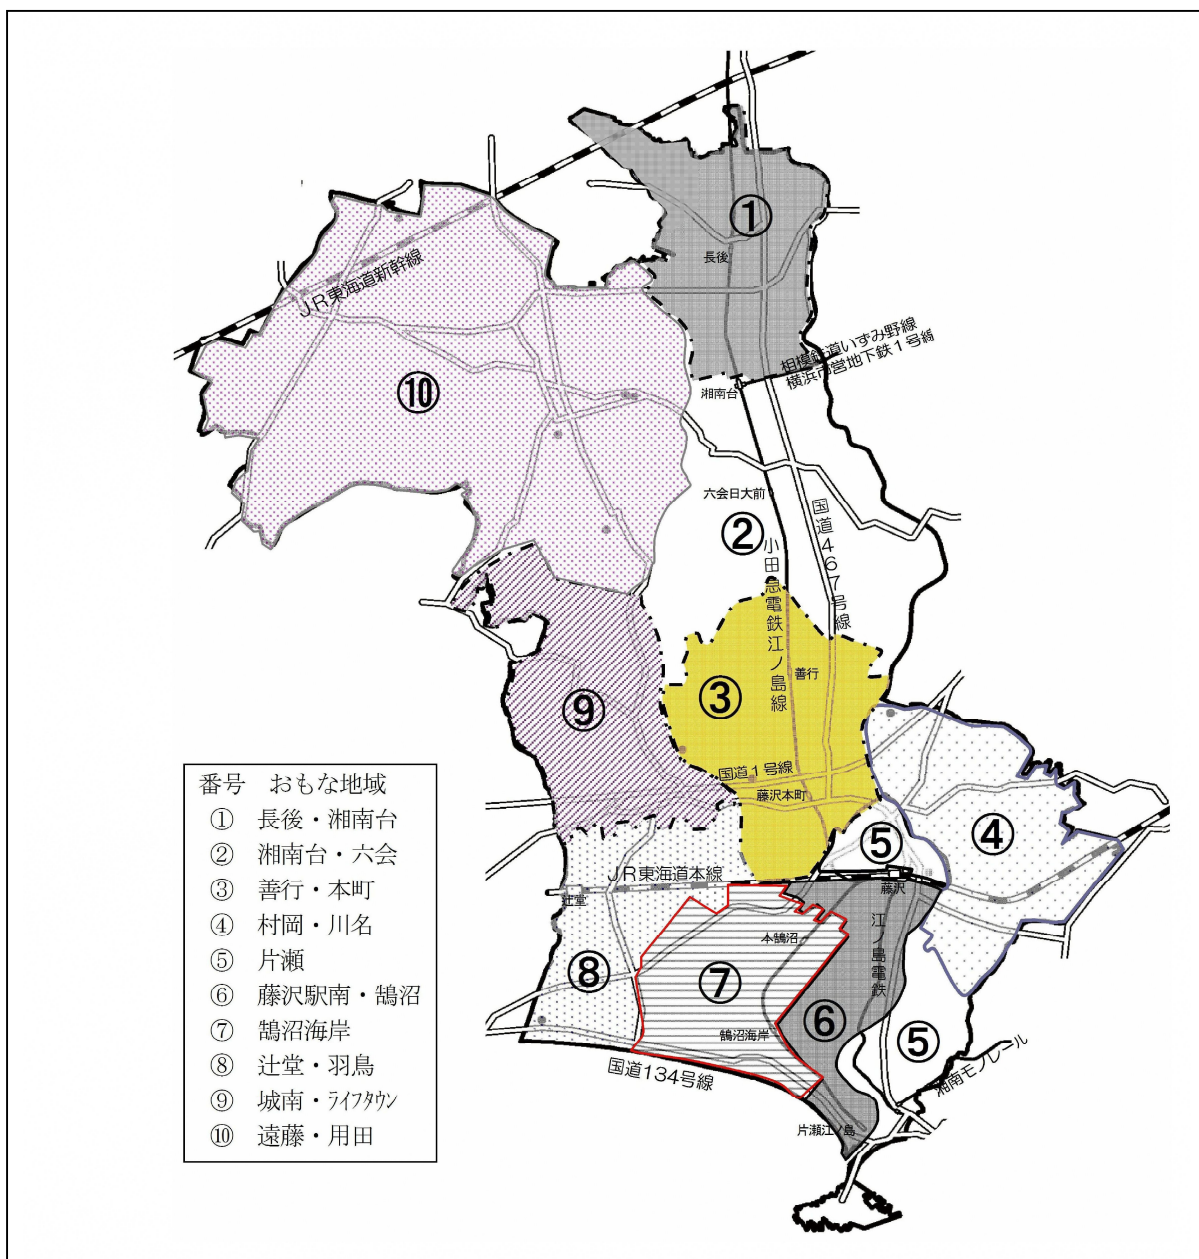 ①
長後
JR東海道新幹線
相模鉄道いずみ野線
横浜市営地下鉄1号線
湘南台
⑩
六会日大前
②
国道467号線
小田急電鉄江ノ島線
善行
③
⑨
国道1号線
藤沢本町
⑤
④
JR東海道本線
辻堂
藤沢
本鵠沼
江ノ島電鉄
⑧
⑦
⑥
⑤
鵠沼海岸
国道134号線
湘南モノレール
片瀬江ノ島
番号 おもな地域
① 長後・湘南台
② 湘南台・六会
③ 善行・本町
④ 村岡・川名
⑤ 片瀬
⑥ 藤沢駅南・鵠沼
⑦ 鵠沼海岸
⑧ 辻堂・羽鳥
⑨ 城南・ﾗｲﾌﾀｳﾝ
⑩ 遠藤・用田